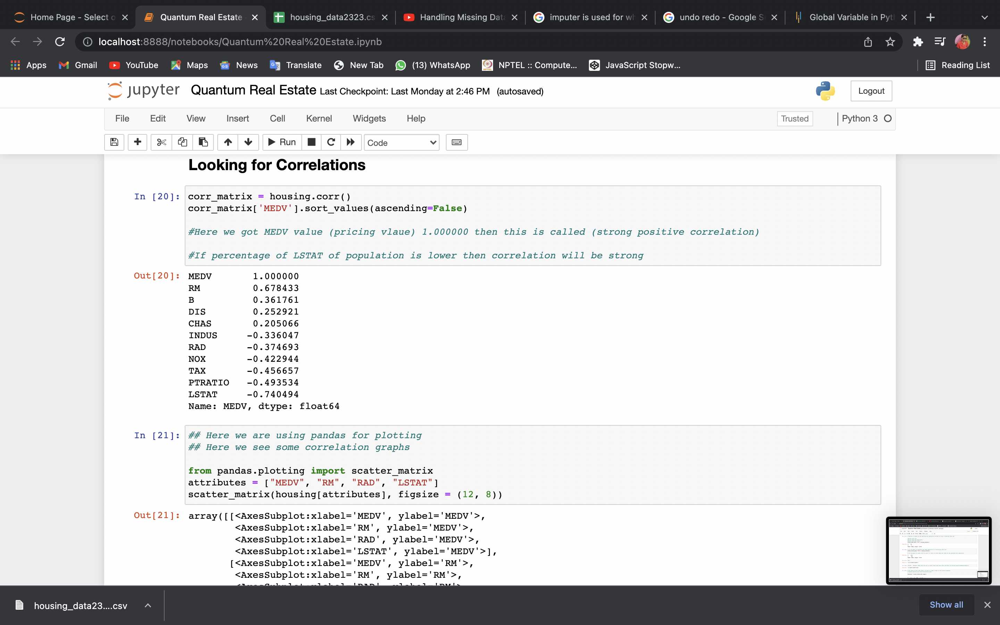 Home Page - Select o
Quantum Real Estate
housing_data2323.cs
Handling Missing Data
imputer is used for wh
undo redo - Google S
Global Variable in Pyt
localhost:8888/notebooks/Quantum%20Real%20Estate.ipynb
Apps Gmail YouTube Maps News Translate New Tab (13) WhatsApp NPTEL :: Compute... JavaScript Stopw... Reading List
jupyter Quantum Real Estate Last Checkpoint: Last Monday at 2:46 PM (autosaved) Logout
File Edit View Insert Cell Kernel Widgets Help Trusted Python 3
Run Code
Looking for Correlations
In [20]: corr_matrix = housing.corr()
corr_matrix['MEDV'].sort_values(ascending=False)
#Here we got MEDV value (pricing vlaue) 1.000000 then this is called (strong positive correlation)
#If percentage of LSTAT of population is lower then correlation will be strong
Out[20]: MEDV 1.000000
RM 0.678433
B 0.361761
DIS 0.252921
CHAS 0.205066
INDUS -0.336047
RAD -0.374693
NOX -0.422944
TAX -0.456657
PTRATIO -0.493534
LSTAT -0.740494
Name: MEDV, dtype: float64
In [21]: ## Here we are using pandas for plotting
## Here we see some correlation graphs
from pandas.plotting import scatter_matrix
attributes = ["MEDV", "RM", "RAD", "LSTAT"]
scatter_matrix(housing[attributes], figsize = (12, 8))
Out[21]: array([[<AxesSubplot:xlabel='MEDV', ylabel='MEDV'>,
<AxesSubplot:xlabel='RM', ylabel='MEDV'>,
<AxesSubplot:xlabel='RAD', ylabel='MEDV'>,
<AxesSubplot:xlabel='LSTAT', ylabel='MEDV'>],
[<AxesSubplot:xlabel='MEDV', ylabel='RM'>,
<AxesSubplot:xlabel='RM', ylabel='RM'>,
<AxesSubplot:xlabel='RAD', ylabel='RM'>,
housing_data23....csv
Show all